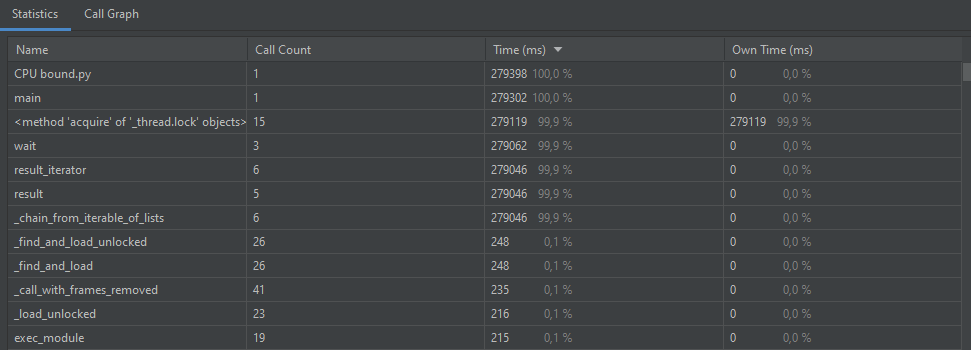 Statistics Call Graph
Name Call Count Time (ms) Own Time (ms)
CPU bound.py 1 279398 100,0 % 0 0,0 %
main 1 279302 100,0 % 0 0,0 %
<method 'acquire' of '_thread.lock' objects> 15 279119 99,9 % 279119 99,9 %
wait 3 279062 99,9 % 0 0,0 %
result_iterator 6 279046 99,9 % 0 0,0 %
result 5 279046 99,9 % 0 0,0 %
_chain_from_iterable_of_lists 6 279046 99,9 % 0 0,0 %
_find_and_load_unlocked 26 248 0,1 % 0 0,0 %
_find_and_load 26 248 0,1 % 0 0,0 %
_call_with_frames_removed 41 235 0,1 % 0 0,0 %
_load_unlocked 23 216 0,1 % 0 0,0 %
exec_module 19 215 0,1 % 0 0,0 %